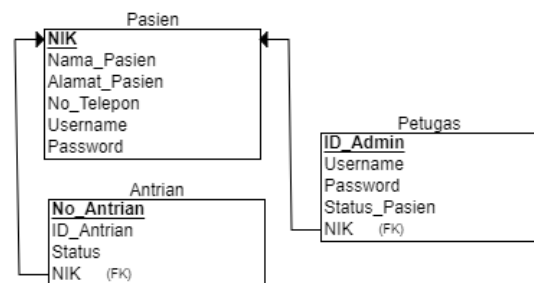 Pasien
NIK
Nama_Pasien
Alamat_Pasien
No_Telepon
Username
Password
Petugas
ID_Admin
Username
Password
Status_Pasien
NIK (FK)
Antrian
No_Antrian
ID_Antrian
Status
NIK (FK)